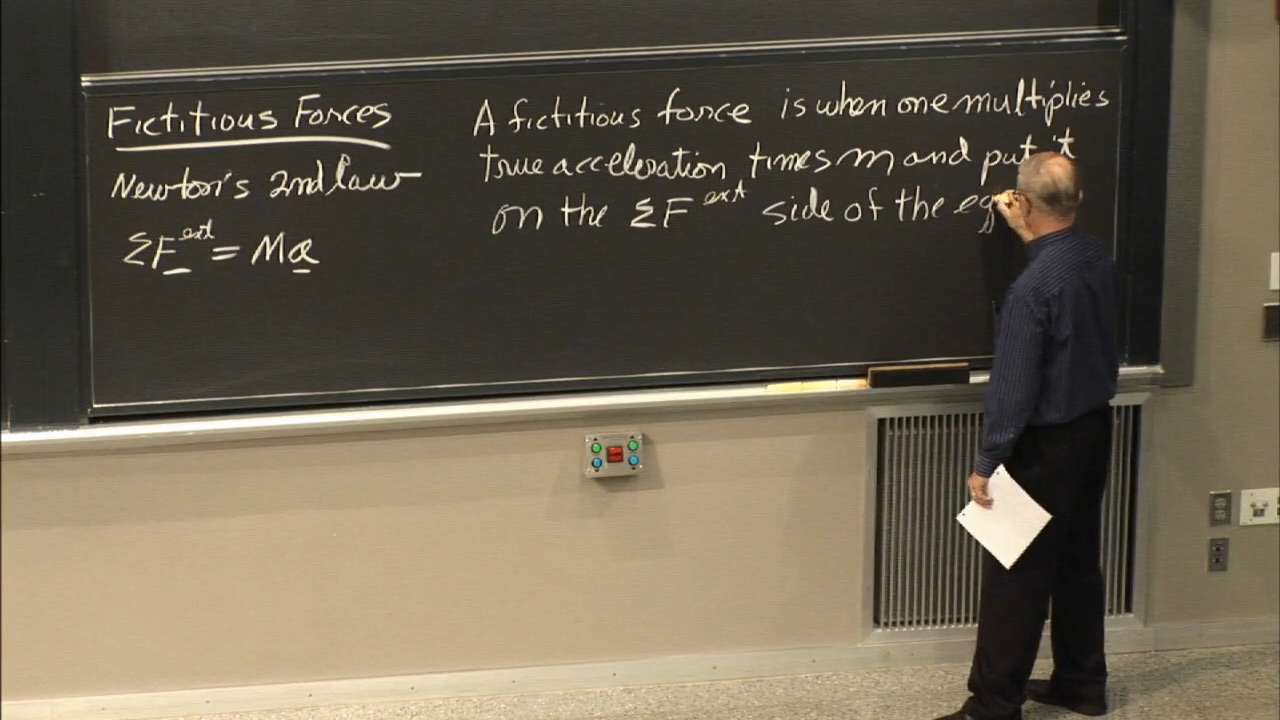 Fictitious Forces
Newton's 2nd law
ΣF^ext = Ma
A fictitious force is when one multiplies
true acceleration times m and put it
on the ΣF^ext side of the eq